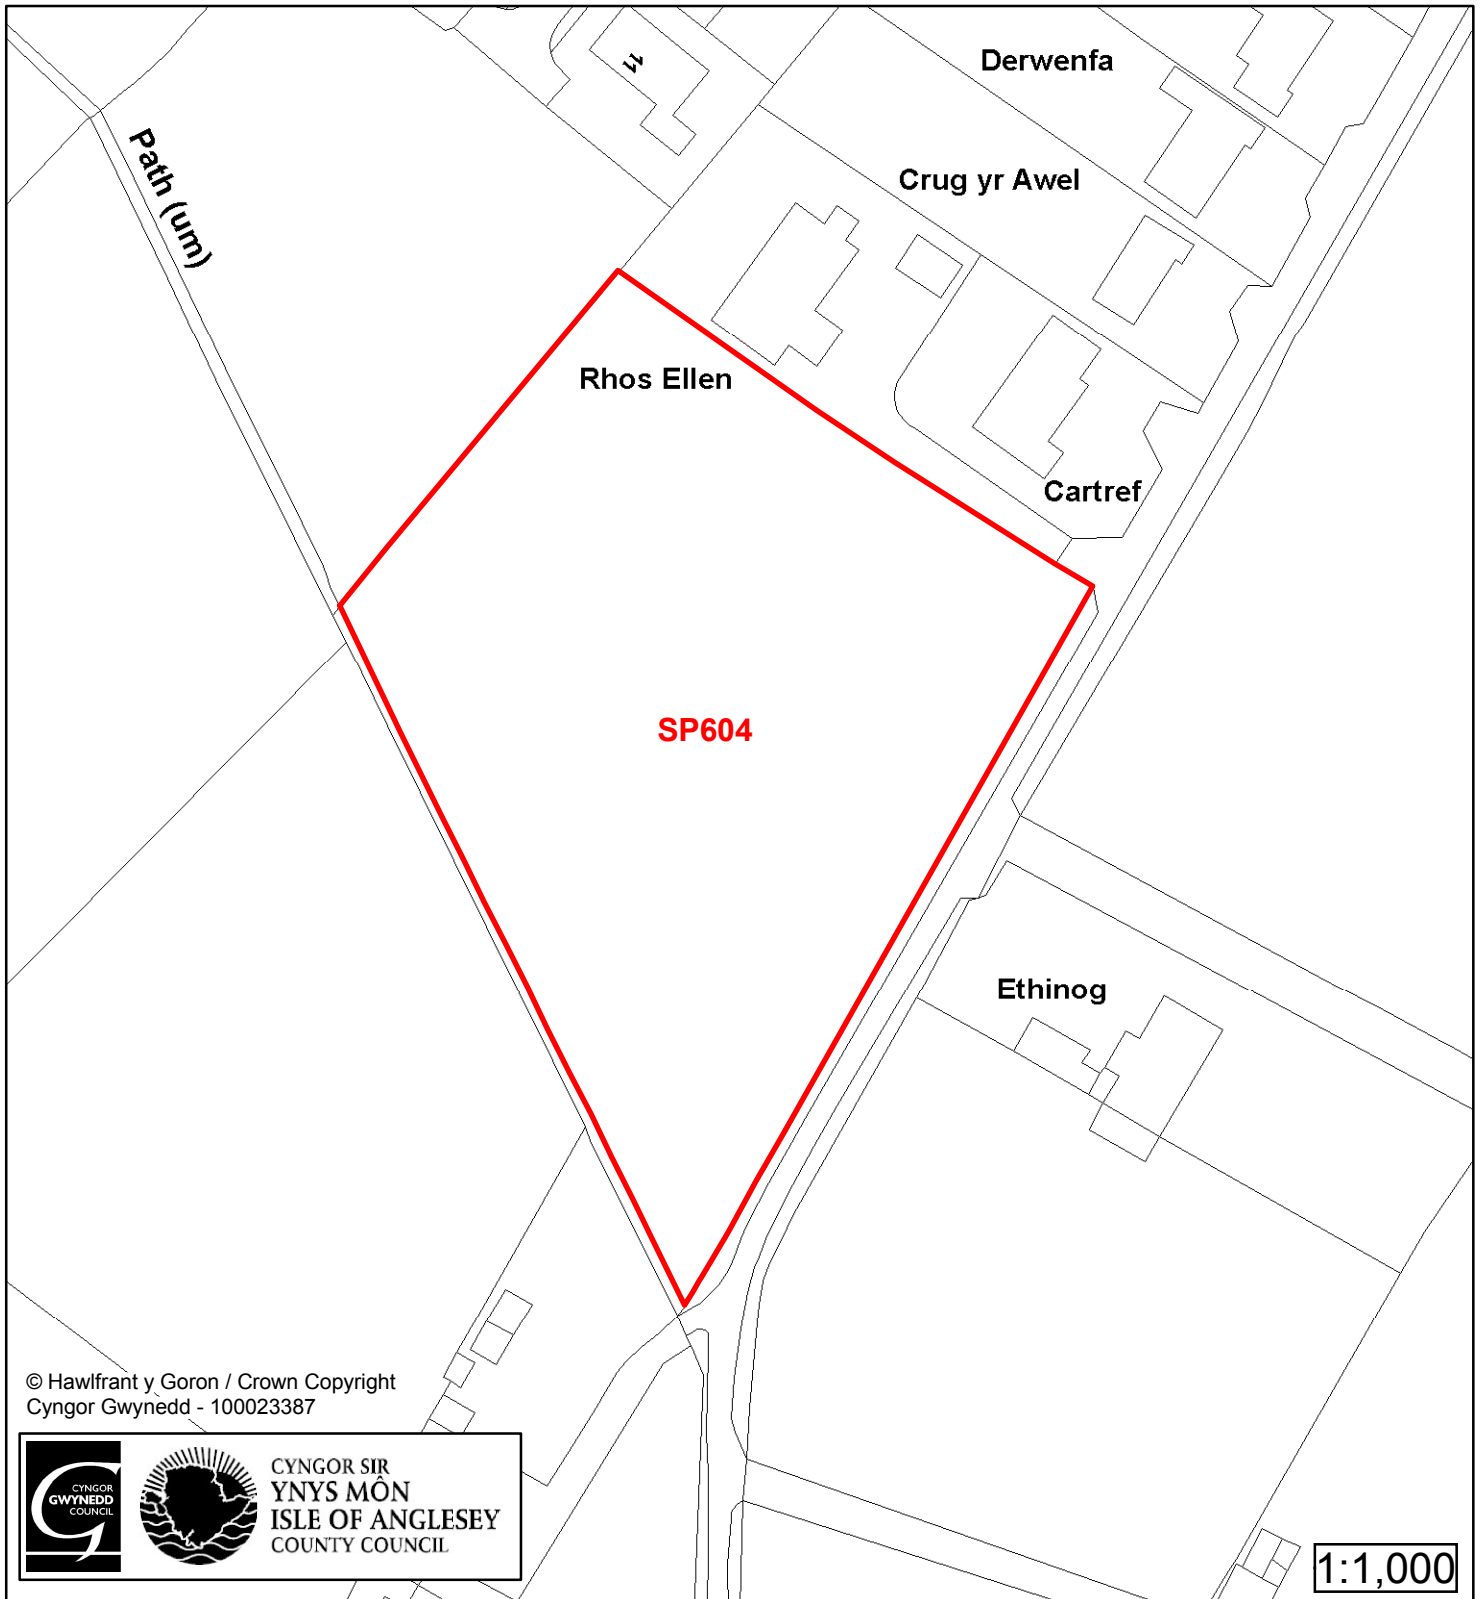 Derwenfa
11
Path (um)
Crug yr Awel
Rhos Ellen
Cartref
SP604
Ethinog
© Hawlfrant y Goron / Crown Copyright
Cyngor Gwynedd - 100023387
CYNGOR
GWYNEDD
COUNCIL
CYNGOR SIR
YNYS MÔN
ISLE OF ANGLESEY
COUNTY COUNCIL
1:1,000